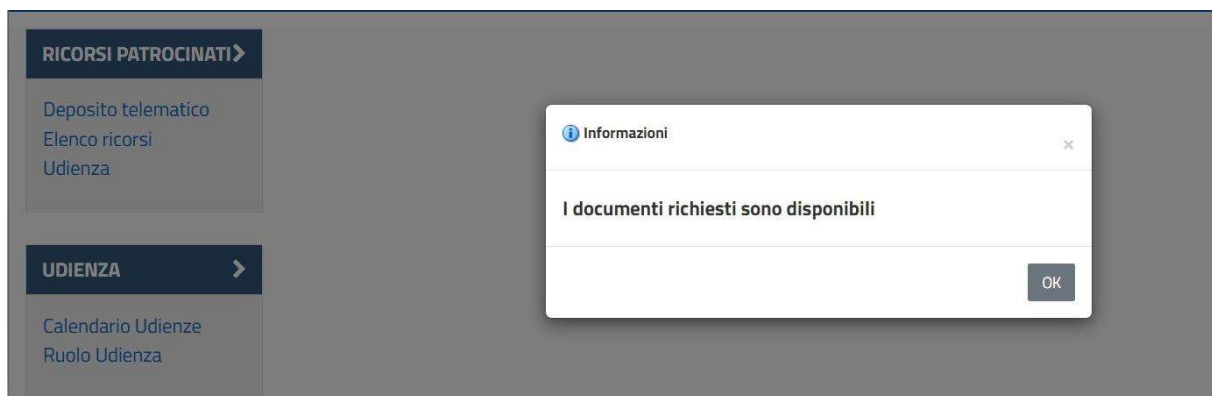 RICORSI PATROCINATI
Deposito telematico
Elenco ricorsi
Udienza
UDIENZA
Calendario Udienze
Ruolo Udienza
Informazioni
×
I documenti richiesti sono disponibili
OK